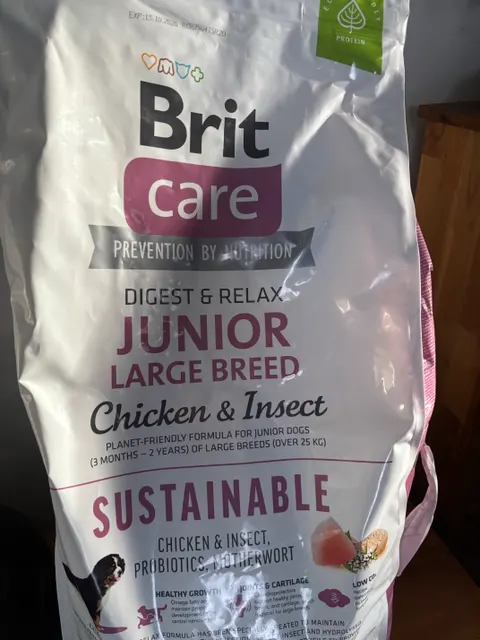 PROTEIN
Brit
care
PREVENTION BY NUTRITION
DIGEST & RELAX
JUNIOR
LARGE BREED
Chicken & Insect
PLANET-FRIENDLY FORMULA FOR JUNIOR DOGS
(3 MONTHS – 2 YEARS) OF LARGE BREEDS (OVER 25 KG)
SUSTAINABLE
CHICKEN & INSECT,
PROBIOTICS, MOTHERWORT
HEALTHY GROWTH
JOINTS & CARTILAGE
LOW